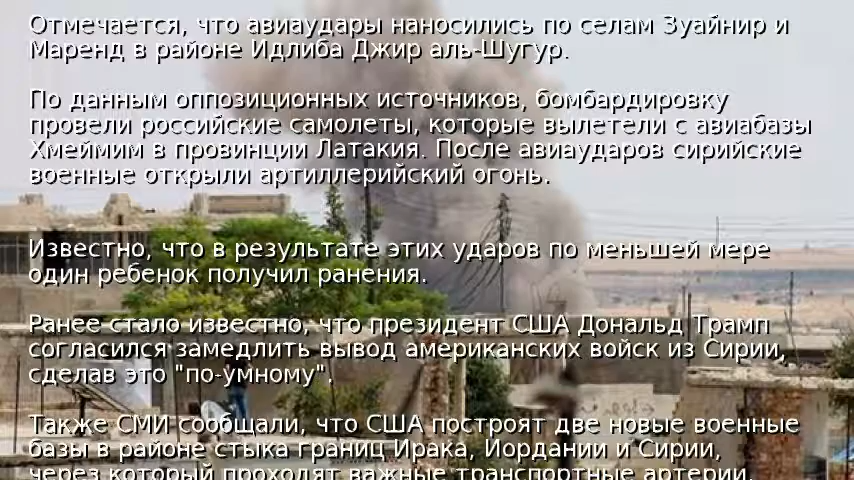 Отмечается, что авиаудары наносились по селам Зуайнир и
Маренд в районе Идлиба Джир аль-Шугур.
По данным оппозиционных источников, бомбардировку
провели российские самолеты, которые вылетели с авиабазы
Хмеймим в провинции Латакия. После авиаударов сирийские
военные открыли артиллерийский огонь.
Известно, что в результате этих ударов по меньшей мере
один ребенок получил ранения.
Ранее стало известно, что президент США Дональд Трамп
согласился замедлить вывод американских войск из Сирии,
сделав это "по-умному".
Также СМИ сообщали, что США построят две новые военные
базы в районе стыка границ Ирака, Иордании и Сирии,
через который проходят важные транспортные артерии.